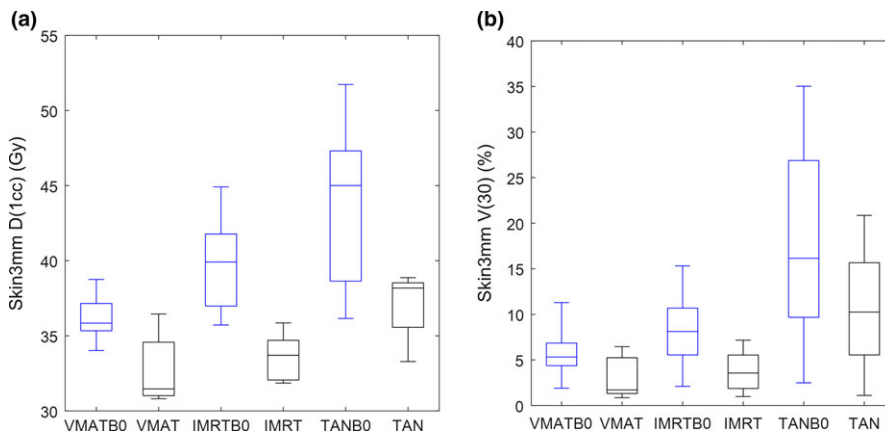 (a)
Skin3mm D(1cc) (Gy)
55
50
45
40
35
30
VMATB0 VMAT IMRTB0 IMRT TANB0 TAN
(b)
Skin3mm V(30) (%)
40
35
30
25
20
15
10
5
0
VMATB0 VMAT IMRTB0 IMRT TANB0 TAN